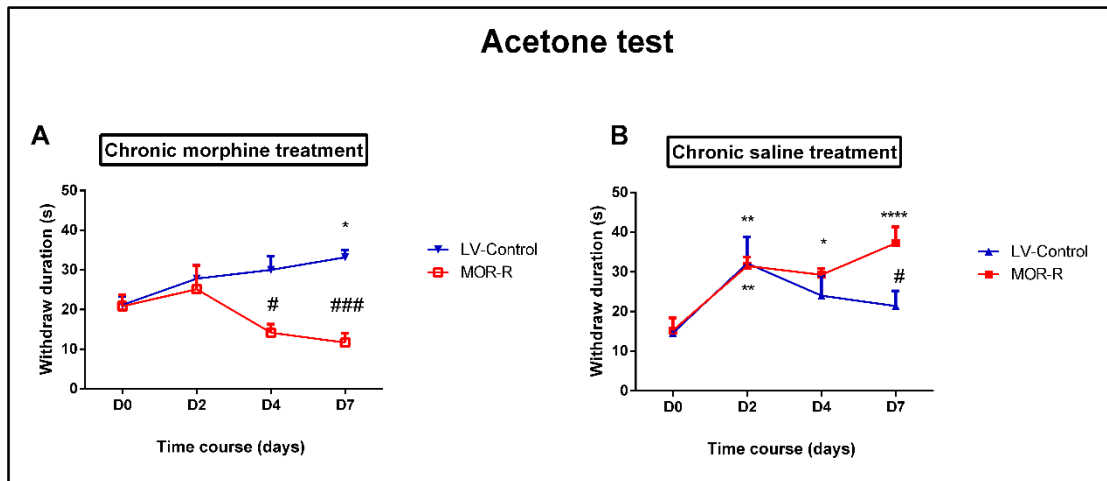 Acetone test
A
Chronic morphine treatment
Withdraw duration (s)
50
40
30
20
10
0
*
#
###
D0 D2 D4 D7
Time course (days)
LV-Control
MOR-R
B
Chronic saline treatment
Withdraw duration (s)
50
40
30
20
10
0
**
**
*
****
#
D0 D2 D4 D7
Time course (days)
LV-Control
MOR-R